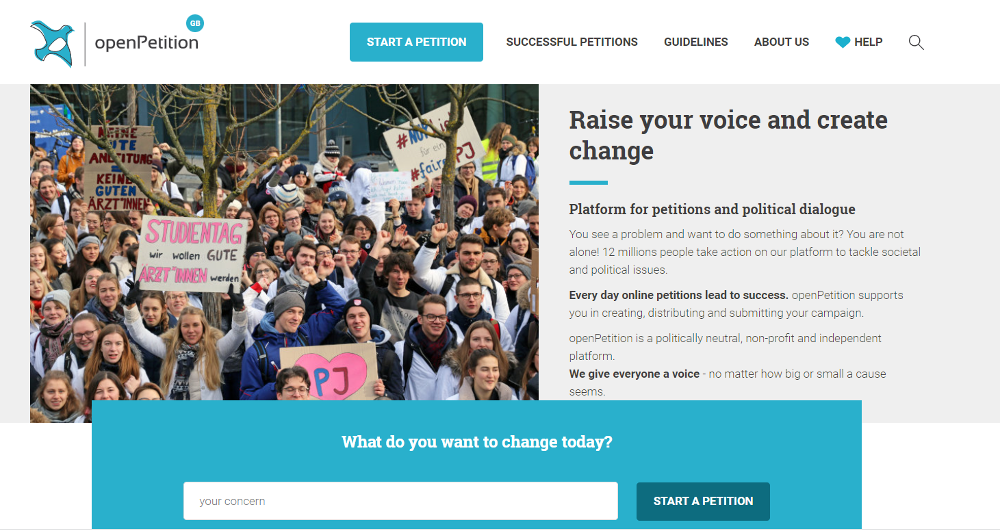 openPetition
GB
START A PETITION
SUCCESSFUL PETITIONS
GUIDELINES
ABOUT US
HELP
KEINE
GUTE
ANLEITUNG
=
KEINE
GUTEN
ÄRZT*INNEN
#NUN
für ein
#faires
PJ
STUDIENTAG
wir wollen GUTE
ÄRZT*INNEN werden
PJ
Raise your voice and create
change
Platform for petitions and political dialogue
You see a problem and want to do something about it? You are not
alone! 12 millions people take action on our platform to tackle societal
and political issues.
Every day online petitions lead to success. openPetition supports
you in creating, distributing and submitting your campaign.
openPetition is a politically neutral, non-profit and independent
platform.
We give everyone a voice - no matter how big or small a cause
seems.
What do you want to change today?
your concern
START A PETITION